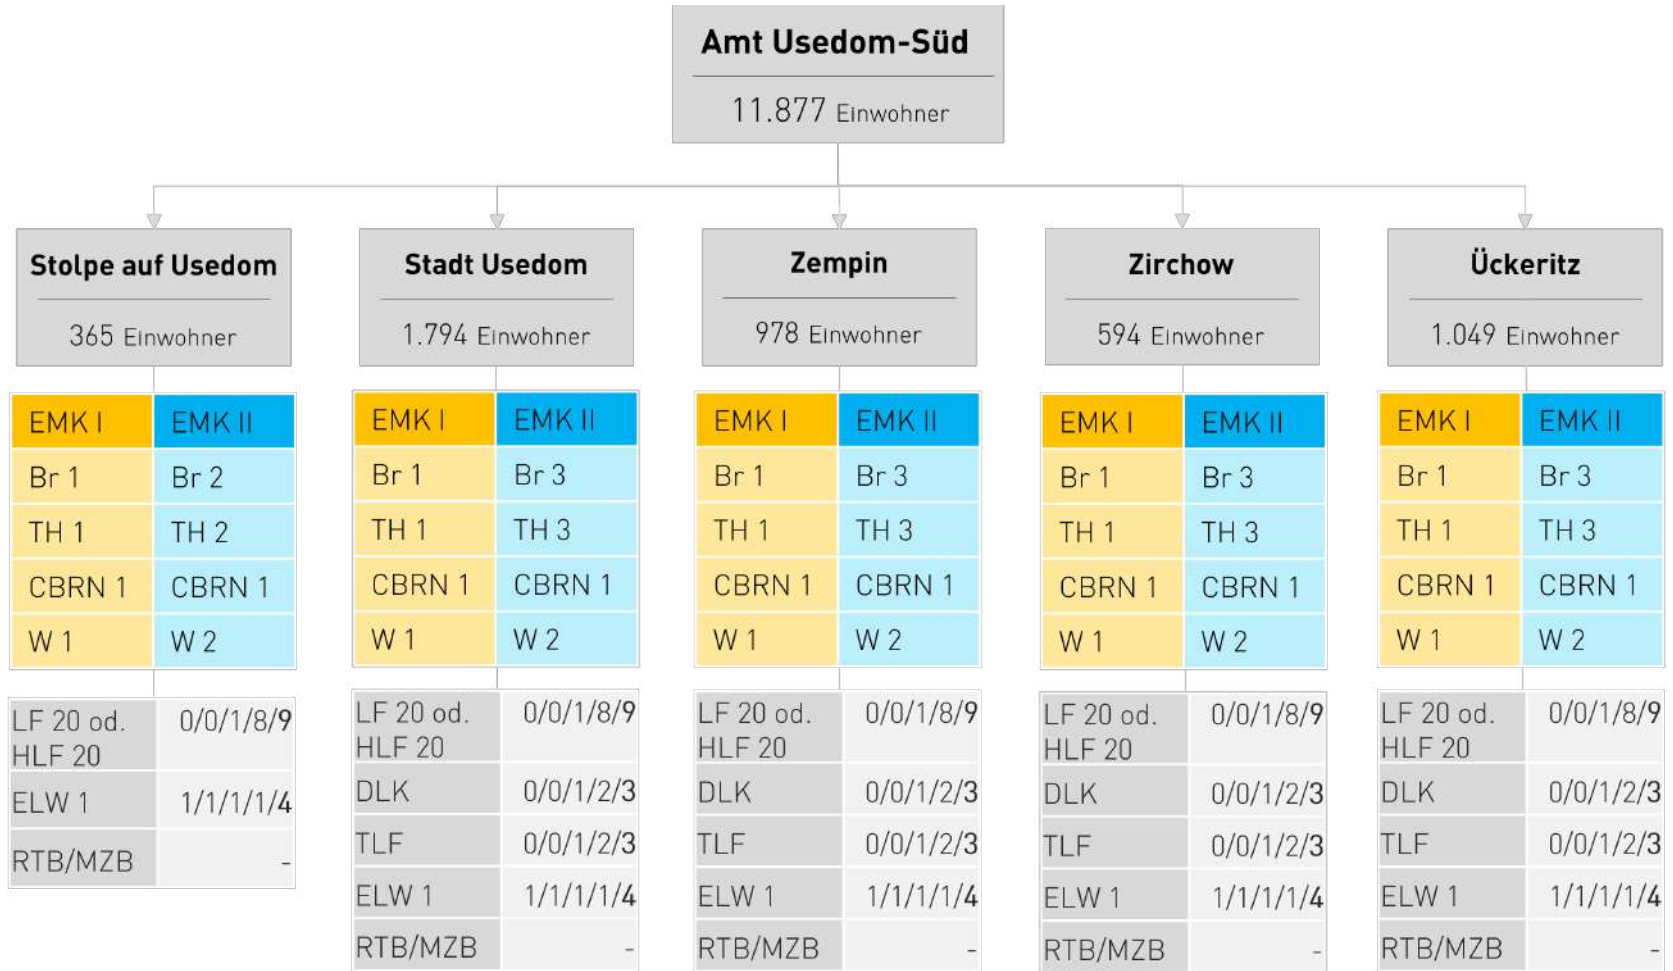 Amt Usedom-Süd
11.877 Einwohner
Stolpe auf Usedom
365 Einwohner
EMK I EMK II
Br 1 Br 2
TH 1 TH 2
CBRN 1 CBRN 1
W 1 W 2
LF 20 od. 0/0/1/8/9
HLF 20
ELW 1 1/1/1/1/4
RTB/MZB -
Stadt Usedom
1.794 Einwohner
EMK I EMK II
Br 1 Br 3
TH 1 TH 3
CBRN 1 CBRN 1
W 1 W 2
LF 20 od. 0/0/1/8/9
HLF 20
DLK 0/0/1/2/3
TLF 0/0/1/2/3
ELW 1 1/1/1/1/4
RTB/MZB -
Zempin
978 Einwohner
EMK I EMK II
Br 1 Br 3
TH 1 TH 3
CBRN 1 CBRN 1
W 1 W 2
LF 20 od. 0/0/1/8/9
HLF 20
DLK 0/0/1/2/3
TLF 0/0/1/2/3
ELW 1 1/1/1/1/4
RTB/MZB -
Zirchow
594 Einwohner
EMK I EMK II
Br 1 Br 3
TH 1 TH 3
CBRN 1 CBRN 1
W 1 W 2
LF 20 od. 0/0/1/8/9
HLF 20
DLK 0/0/1/2/3
TLF 0/0/1/2/3
ELW 1 1/1/1/1/4
RTB/MZB -
Ückeritz
1.049 Einwohner
EMK I EMK II
Br 1 Br 3
TH 1 TH 3
CBRN 1 CBRN 1
W 1 W 2
LF 20 od. 0/0/1/8/9
HLF 20
DLK 0/0/1/2/3
TLF 0/0/1/2/3
ELW 1 1/1/1/1/4
RTB/MZB -